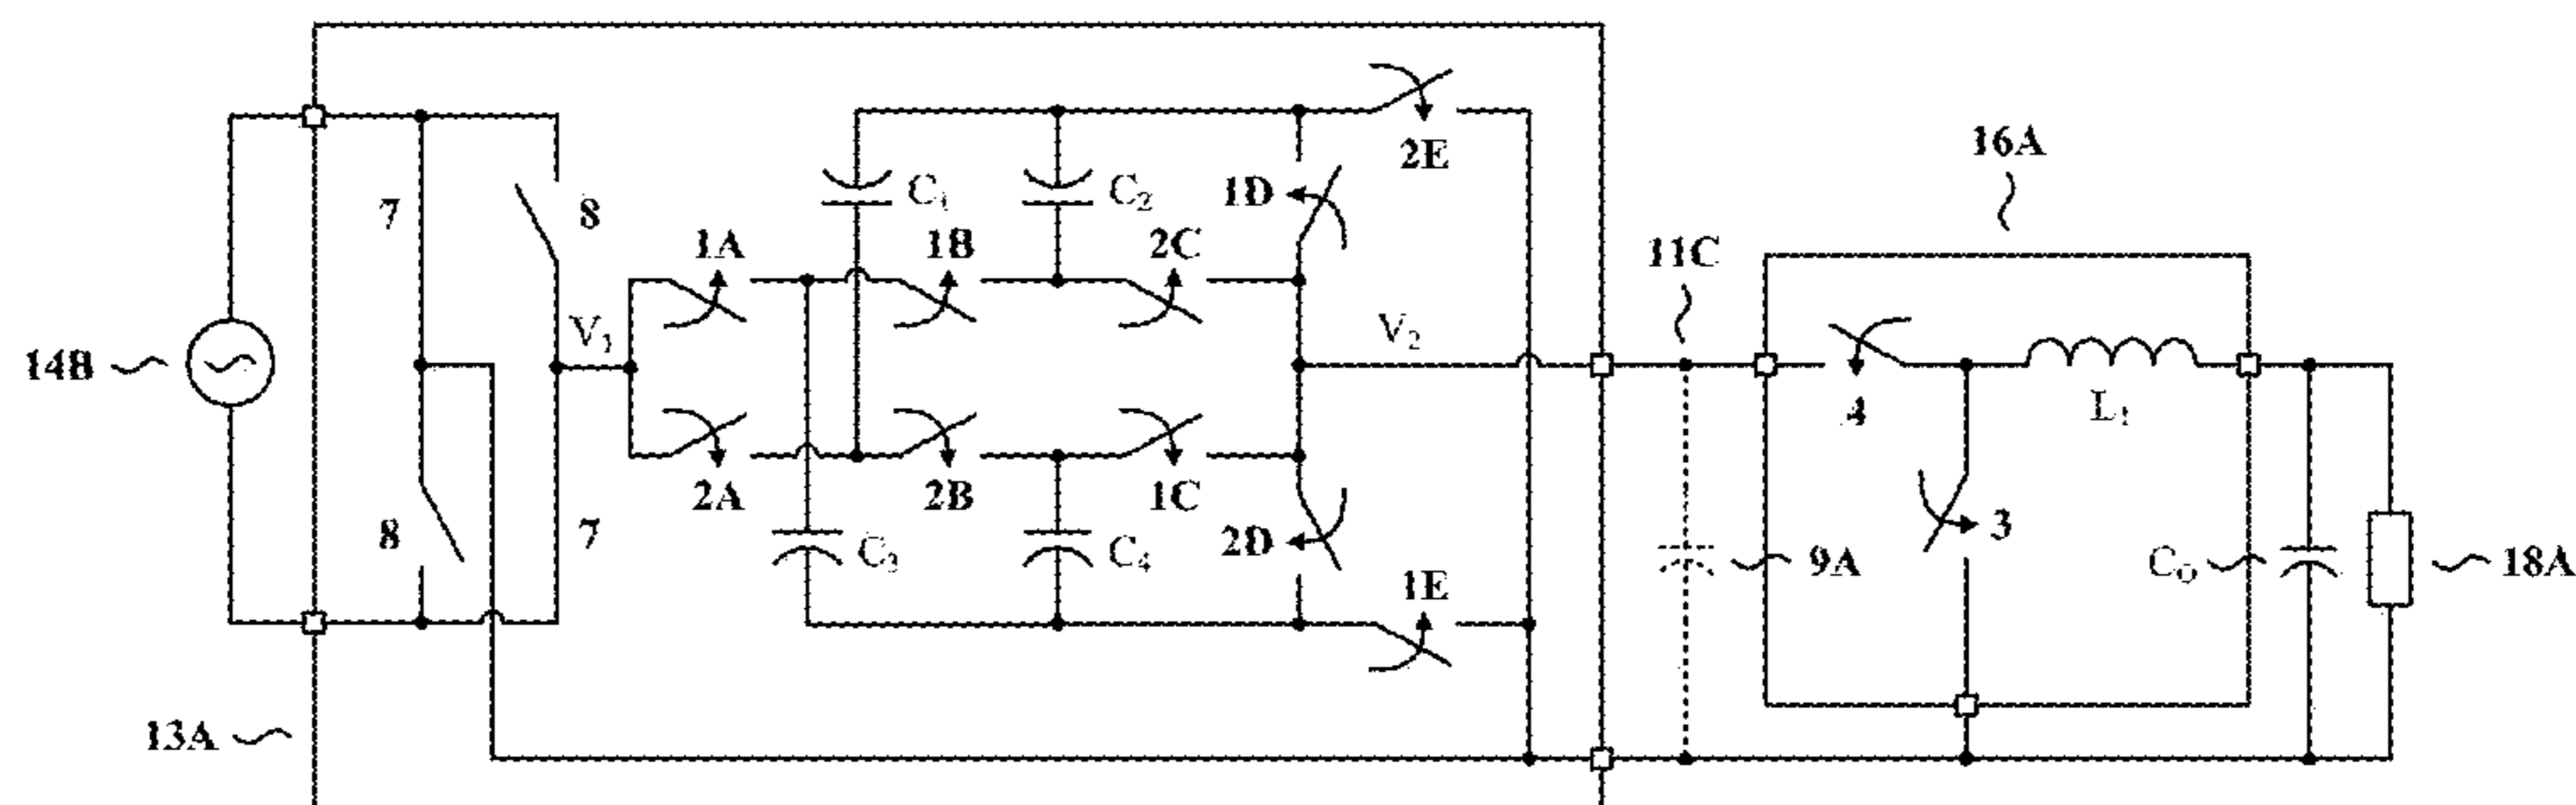 2E
16A
7
8
C₁
C₂
1D
1A
1B
2C
11C
V₁
V₂
14B
4
L₁
2A
2B
1C
8
7
C₃
C₄
2D
3
9A
C₀
18A
1E
13A